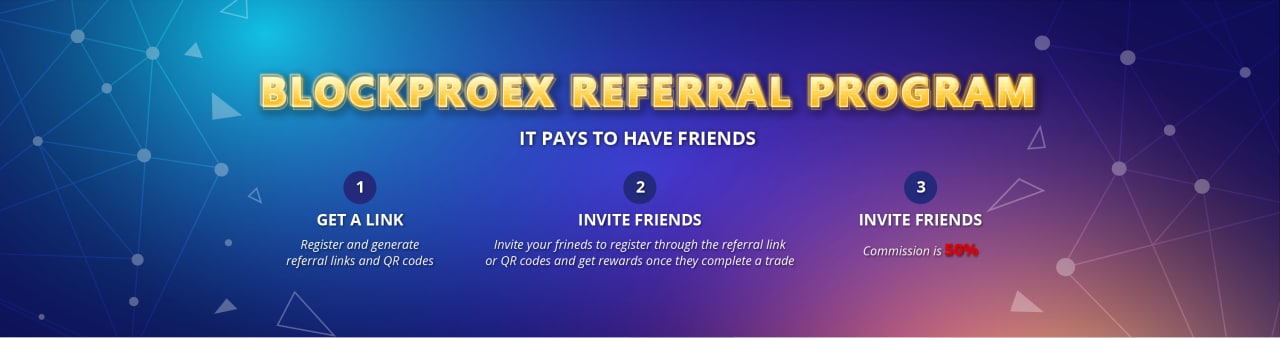 BLOCKPROEX REFERRAL PROGRAM
IT PAYS TO HAVE FRIENDS
1
GET A LINK
Register and generate
referral links and QR codes
2
INVITE FRIENDS
Invite your frineds to register through the referral link
or QR codes and get rewards once they complete a trade
3
INVITE FRIENDS
Commission is 50%